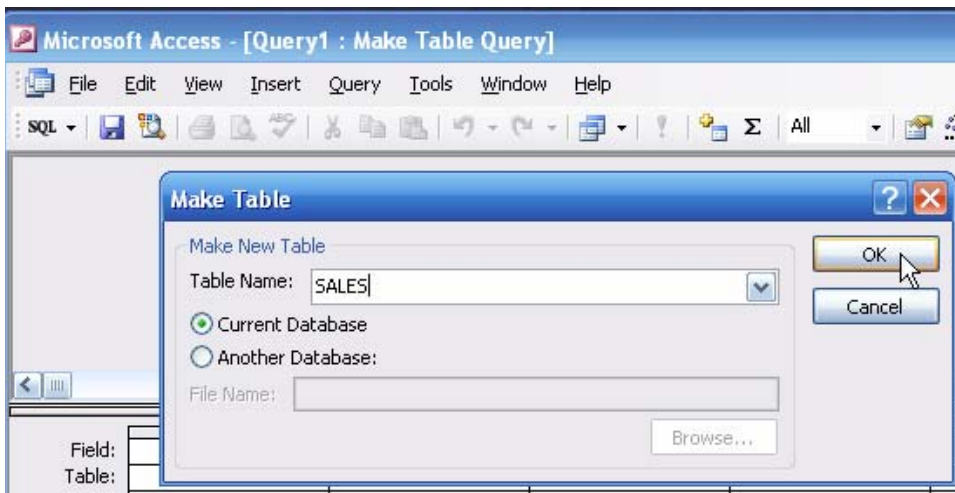 Microsoft Access - [Query1 : Make Table Query]
File Edit View Insert Query Tools Window Help
SQL ABC Σ All
Make Table ?
Make New Table
Table Name: SALES
OK
Current Database
Cancel
Another Database:
File Name:
Browse...
Field:
Table: